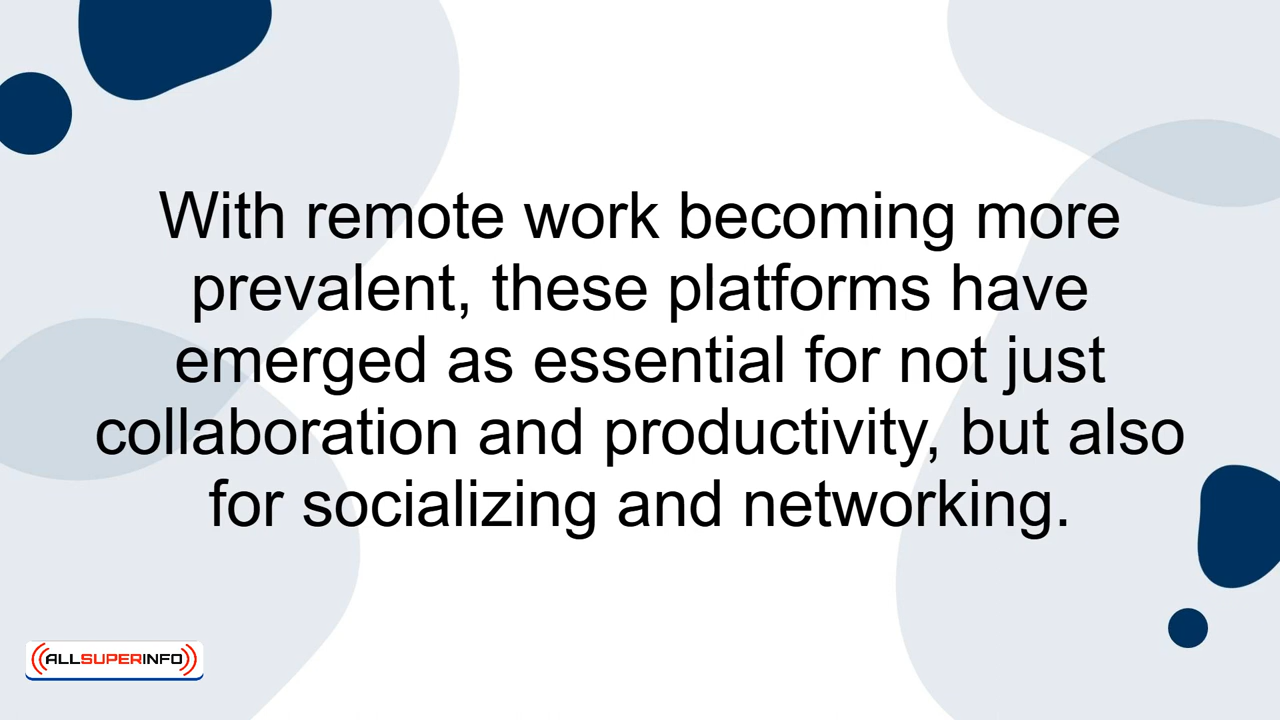 With remote work becoming more
prevalent, these platforms have
emerged as essential for not just
collaboration and productivity, but also
for socializing and networking.
ALLSUPERINFO